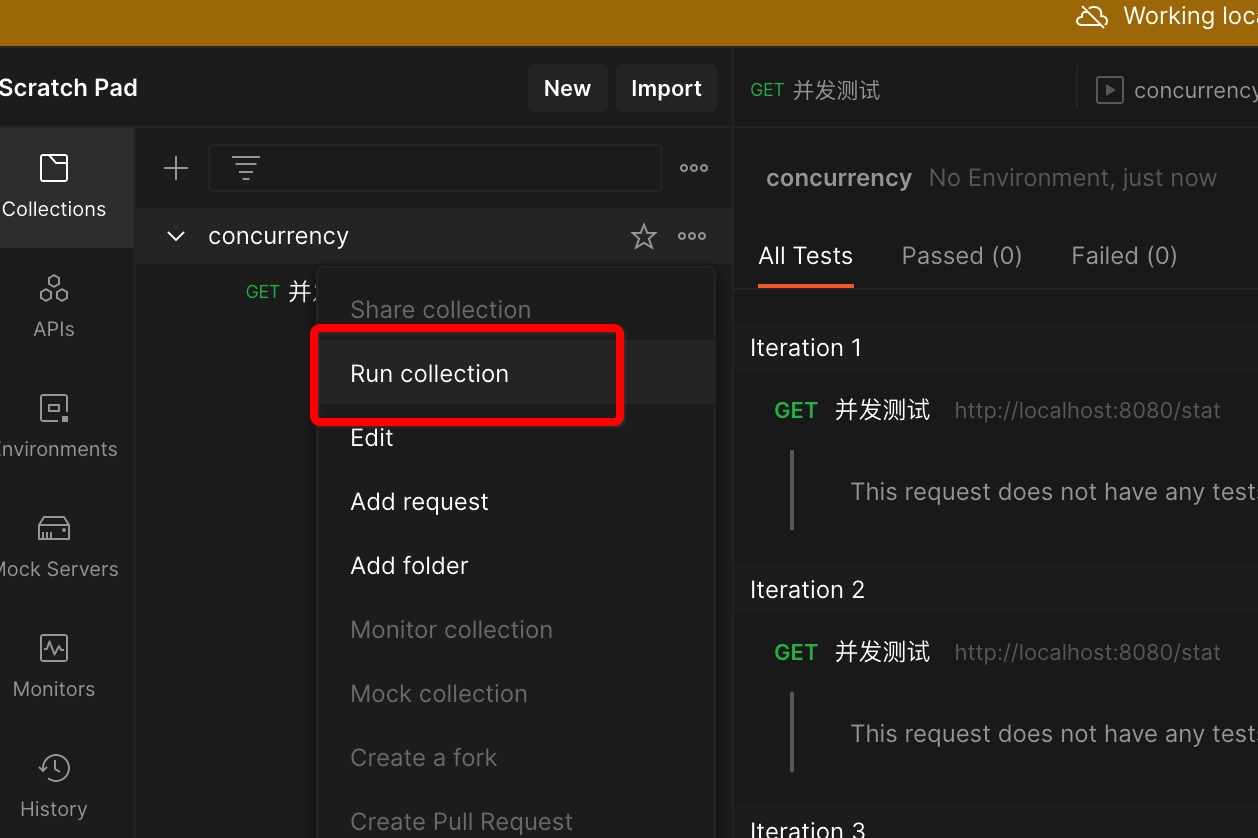 Working loc
Scratch Pad
New
Import
GET 并发测试
concurrency
Collections
APIs
nvironments
Mock Servers
Monitors
History
concurrency
GET 并
Share collection
Run collection
Edit
Add request
Add folder
Monitor collection
Mock collection
Create a fork
Create Pull Request
concurrency No Environment, just now
All Tests
Passed (0)
Failed (0)
Iteration 1
GET 并发测试 http://localhost:8080/stat
This request does not have any test
Iteration 2
GET 并发测试 http://localhost:8080/stat
This request does not have any test
Iteration 3